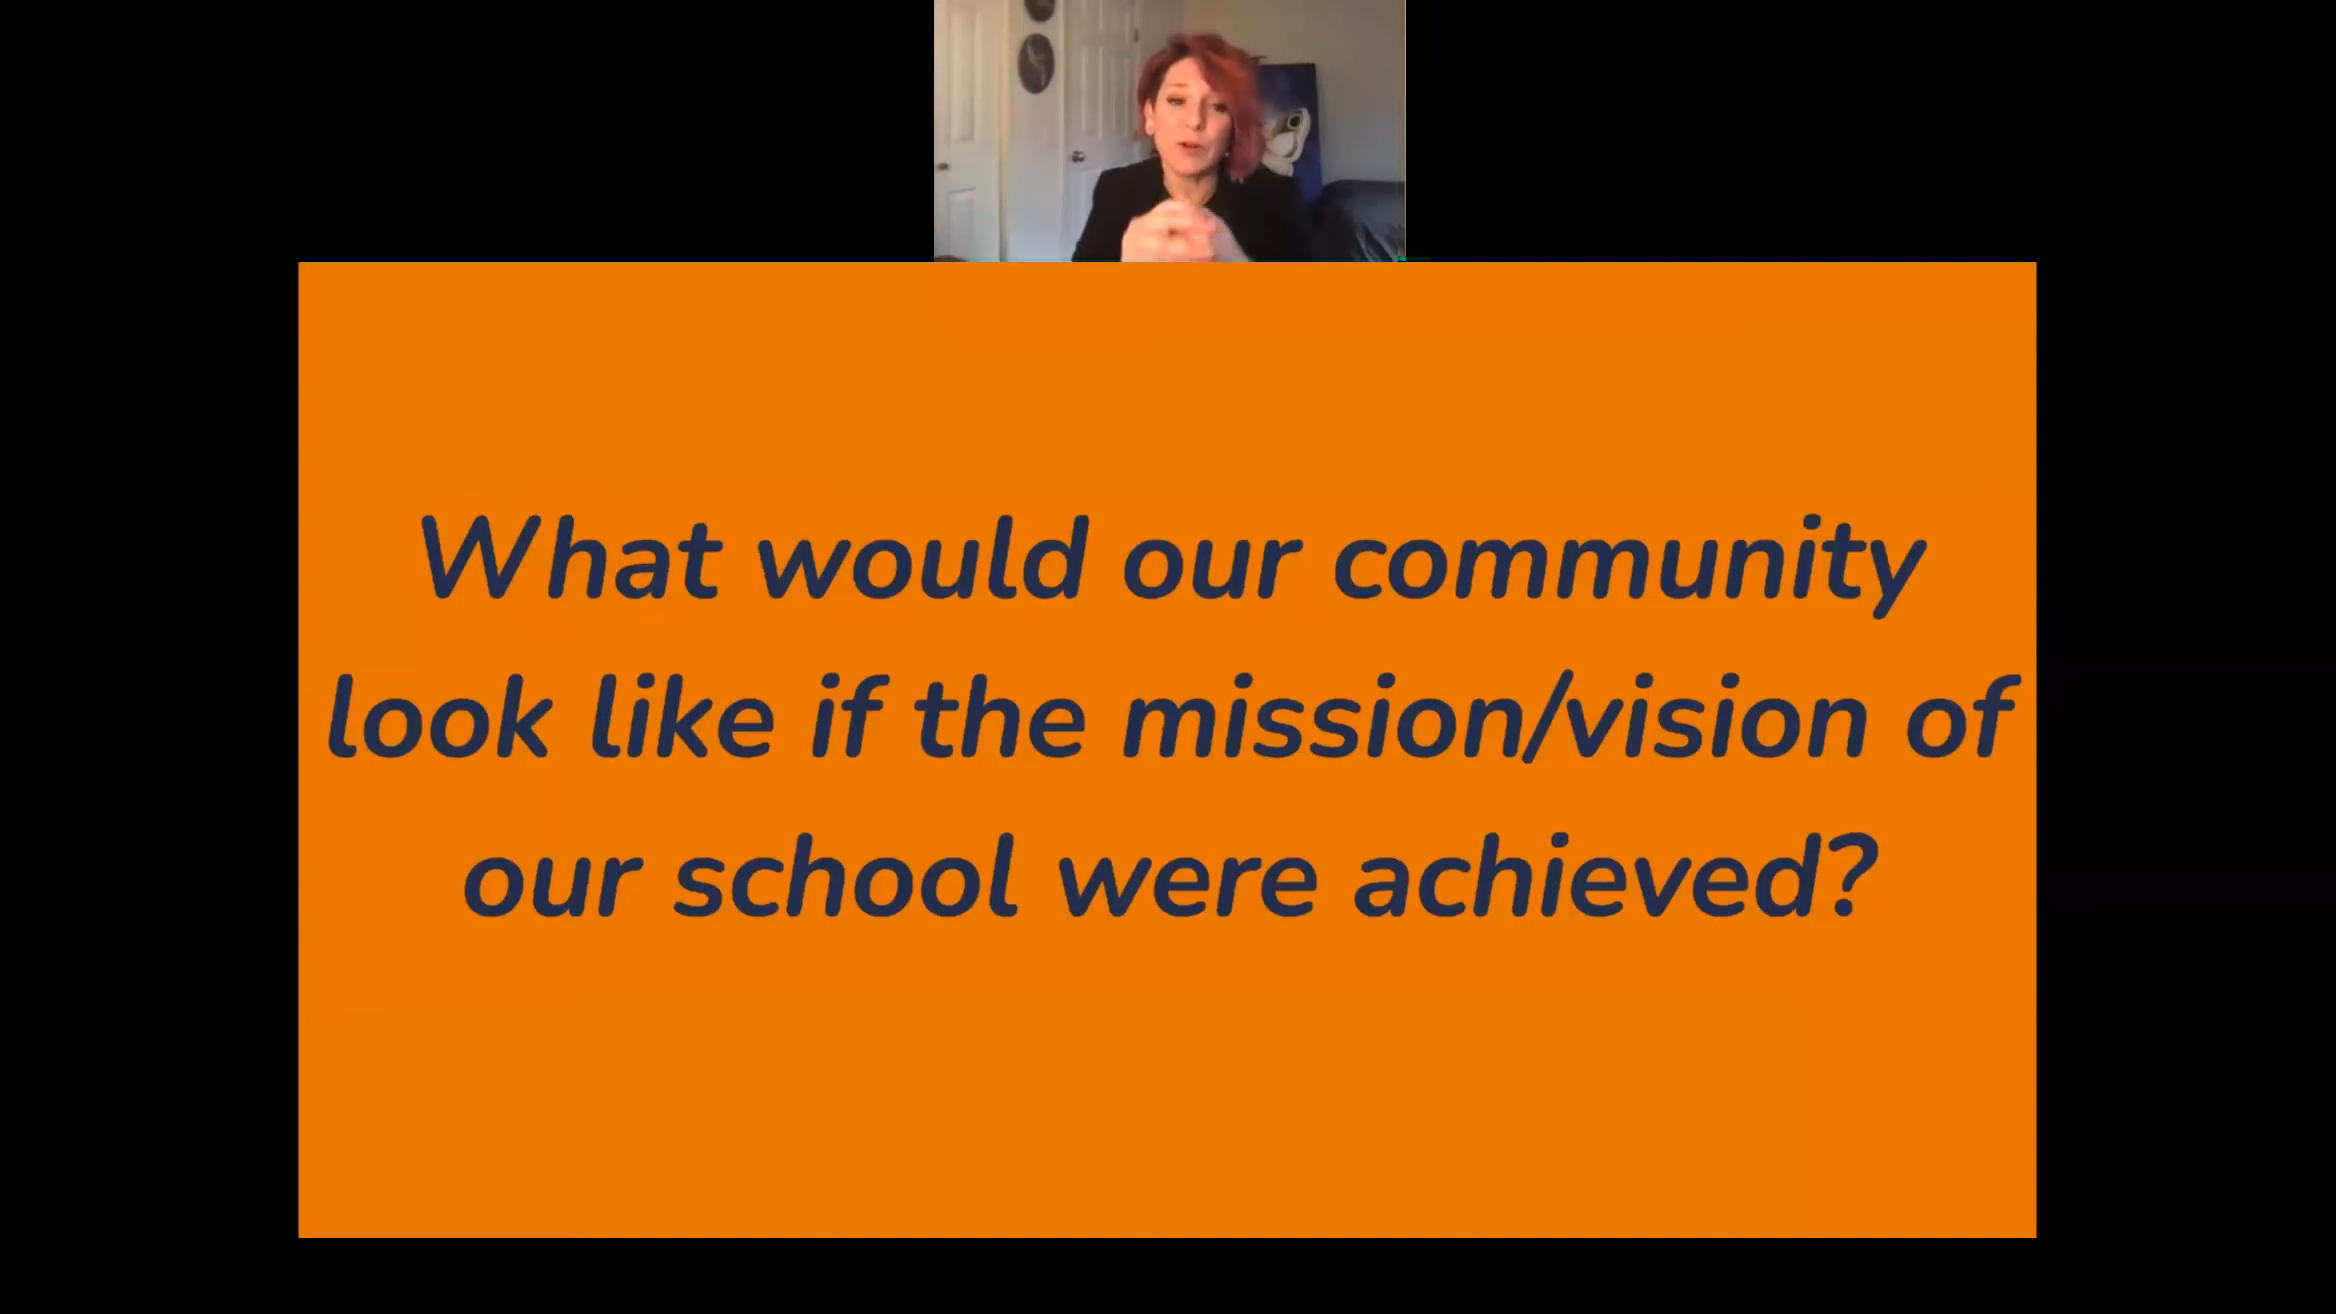 What would our community
look like if the mission/vision of
our school were achieved?